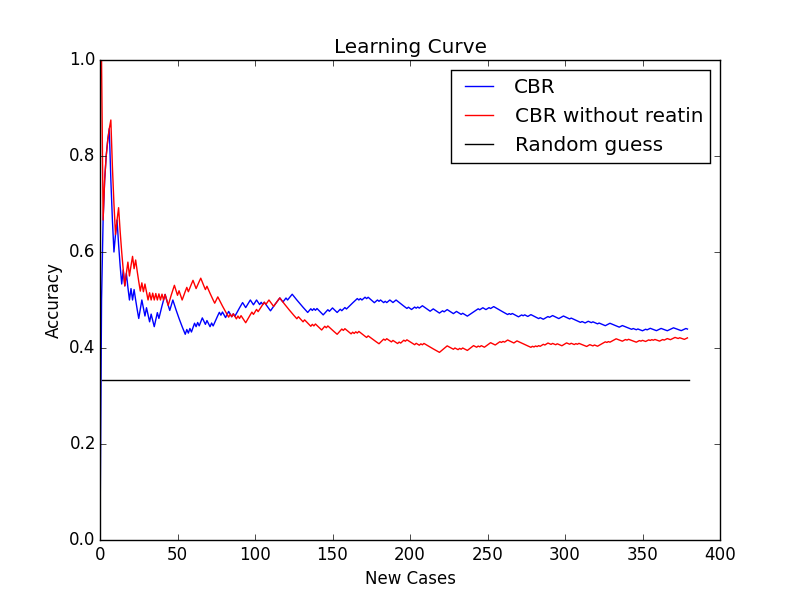 Learning Curve
CBR
CBR without reatin
Random guess
1.0
0.8
0.6
0.4
0.2
0.0
Accuracy
0 50 100 150 200 250 300 350 400
New Cases